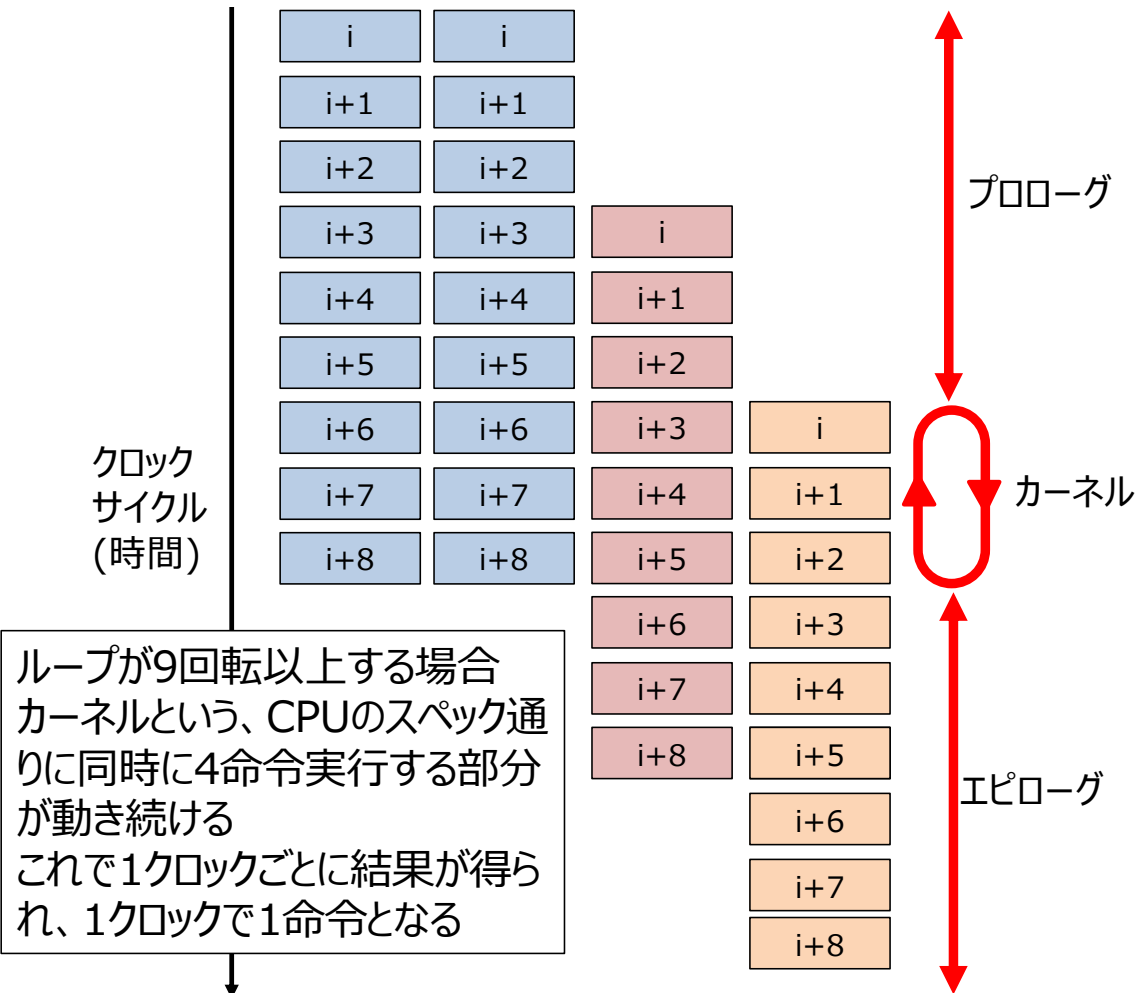 i i
i+1 i+1
i+2 i+2
プロローグ
i+3 i+3 i
i+4 i+4 i+1
i+5 i+5 i+2
i+6 i+6 i+3 i
クロック
サイクル
(時間)
i+7 i+7 i+4 i+1
カーネル
i+8 i+8 i+5 i+2
i+6 i+3
i+7 i+4
i+8 i+5
エピローグ
i+6
i+7
i+8
ループが9回転以上する場合
カーネルという、CPUのスペック通
りに同時に4命令実行する部分
が動き続ける
これで1クロックごとに結果が得ら
れ、1クロックで1命令となる